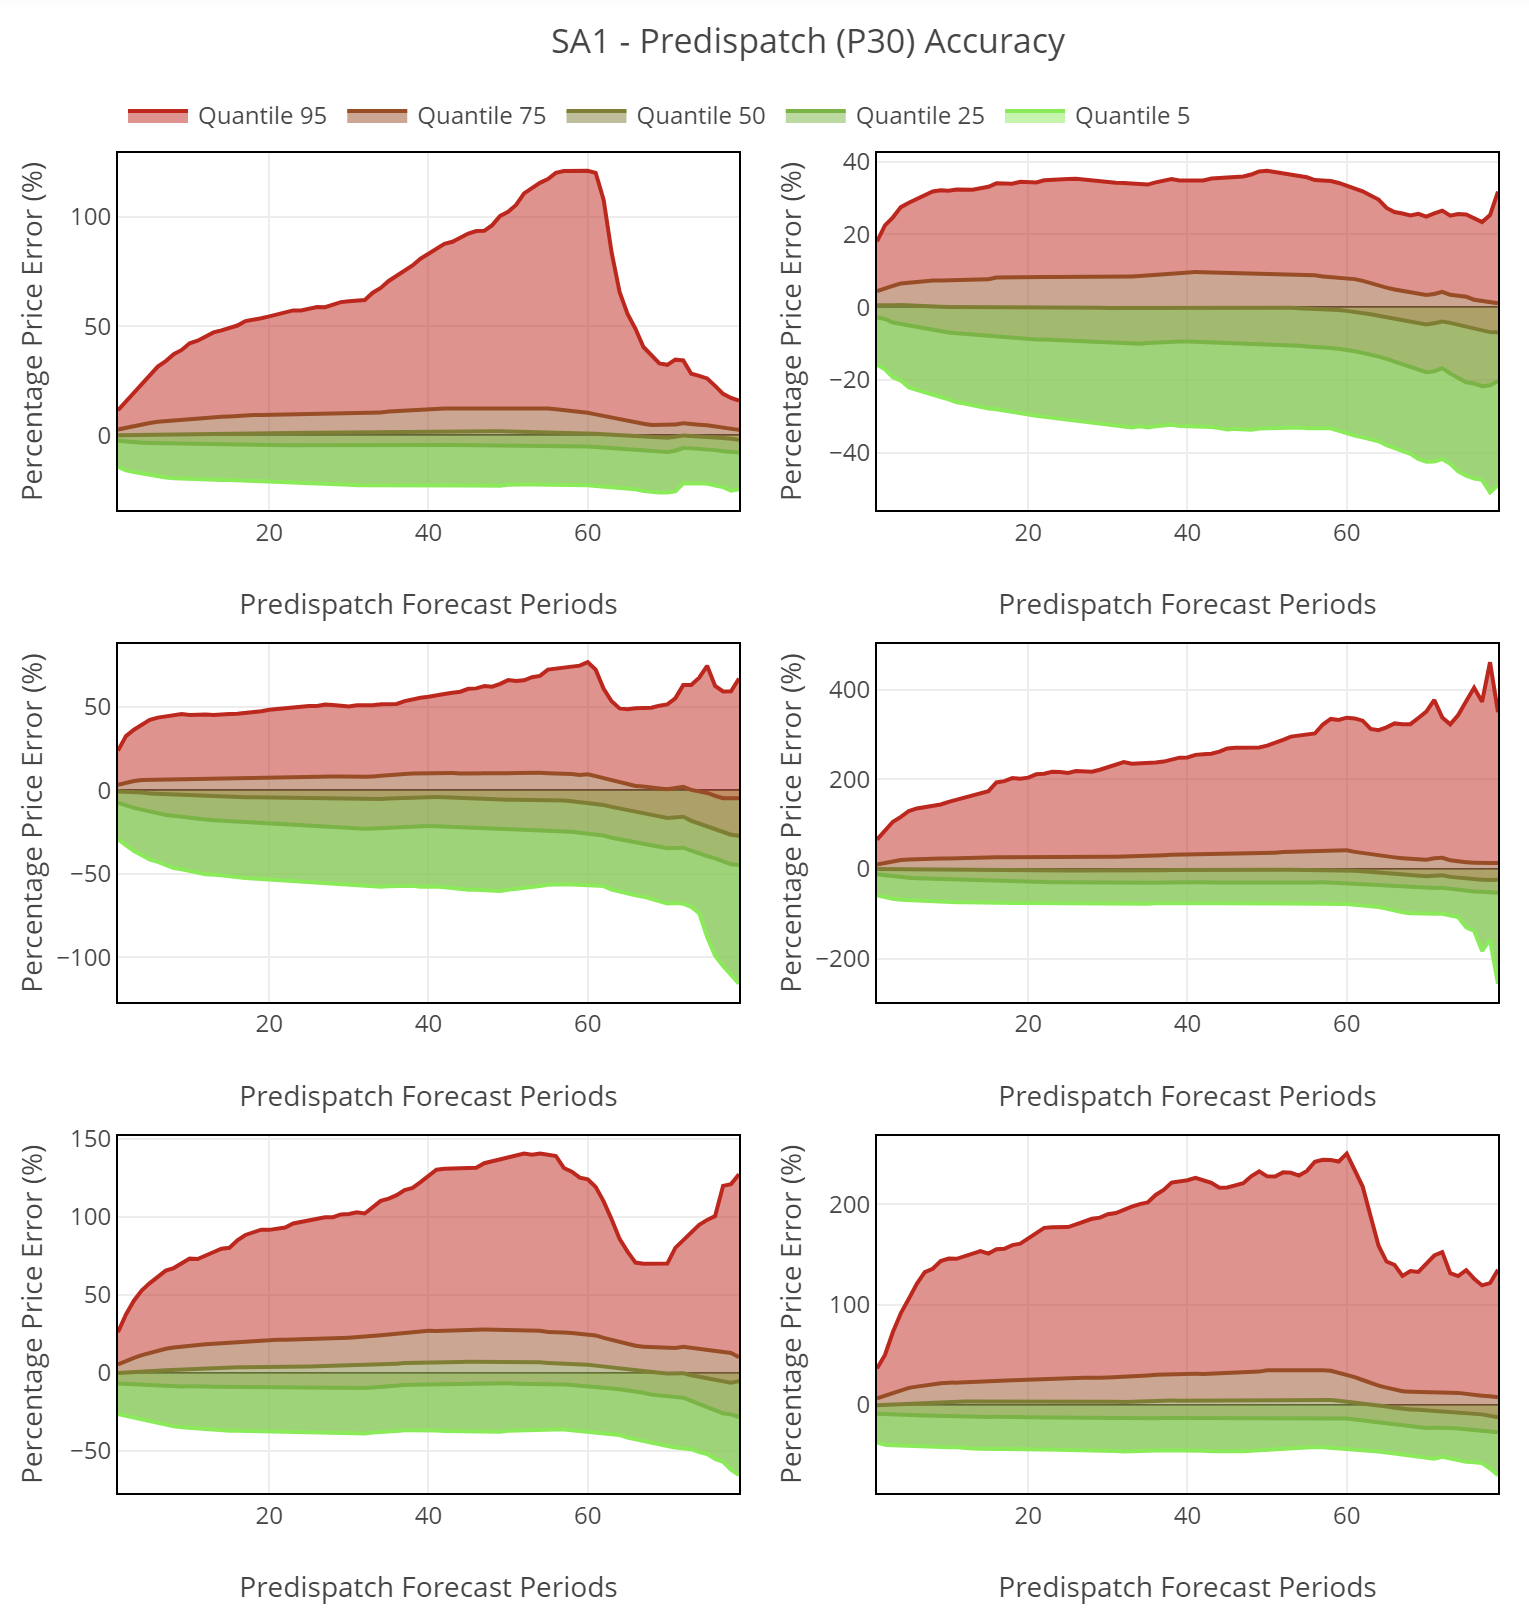 SA1 - Predispatch (P30) Accuracy
Quantile 95 Quantile 75 Quantile 50 Quantile 25 Quantile 5
Percentage Price Error (%)
100
50
0
20 40 60
Predispatch Forecast Periods
Percentage Price Error (%)
40
20
0
−20
−40
20 40 60
Predispatch Forecast Periods
Percentage Price Error (%)
50
0
−50
−100
20 40 60
Predispatch Forecast Periods
Percentage Price Error (%)
400
200
0
−200
20 40 60
Predispatch Forecast Periods
Percentage Price Error (%)
150
100
50
0
−50
20 40 60
Predispatch Forecast Periods
Percentage Price Error (%)
200
100
0
20 40 60
Predispatch Forecast Periods